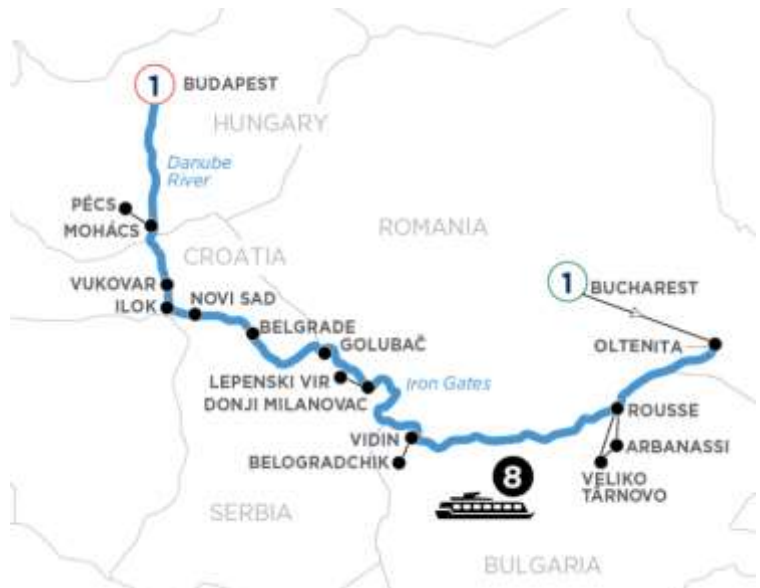 1 BUDAPEST
HUNGARY
Danube
River
PÉCS
MOHÁCS
ROMANIA
CROATIA
VUKOVAR
ILOK
NOVI SAD
1 BUCHAREST
BELGRADE
GOLUBAČ
OLTENITA
LEPENSKI VIR
Iron Gates
DONJI MILANOVAC
ROUSSE
VIDIN
ARBANASSI
BELOGRADCHIK
8
VELIKO
TÂRNOVO
SERBIA
BULGARIA